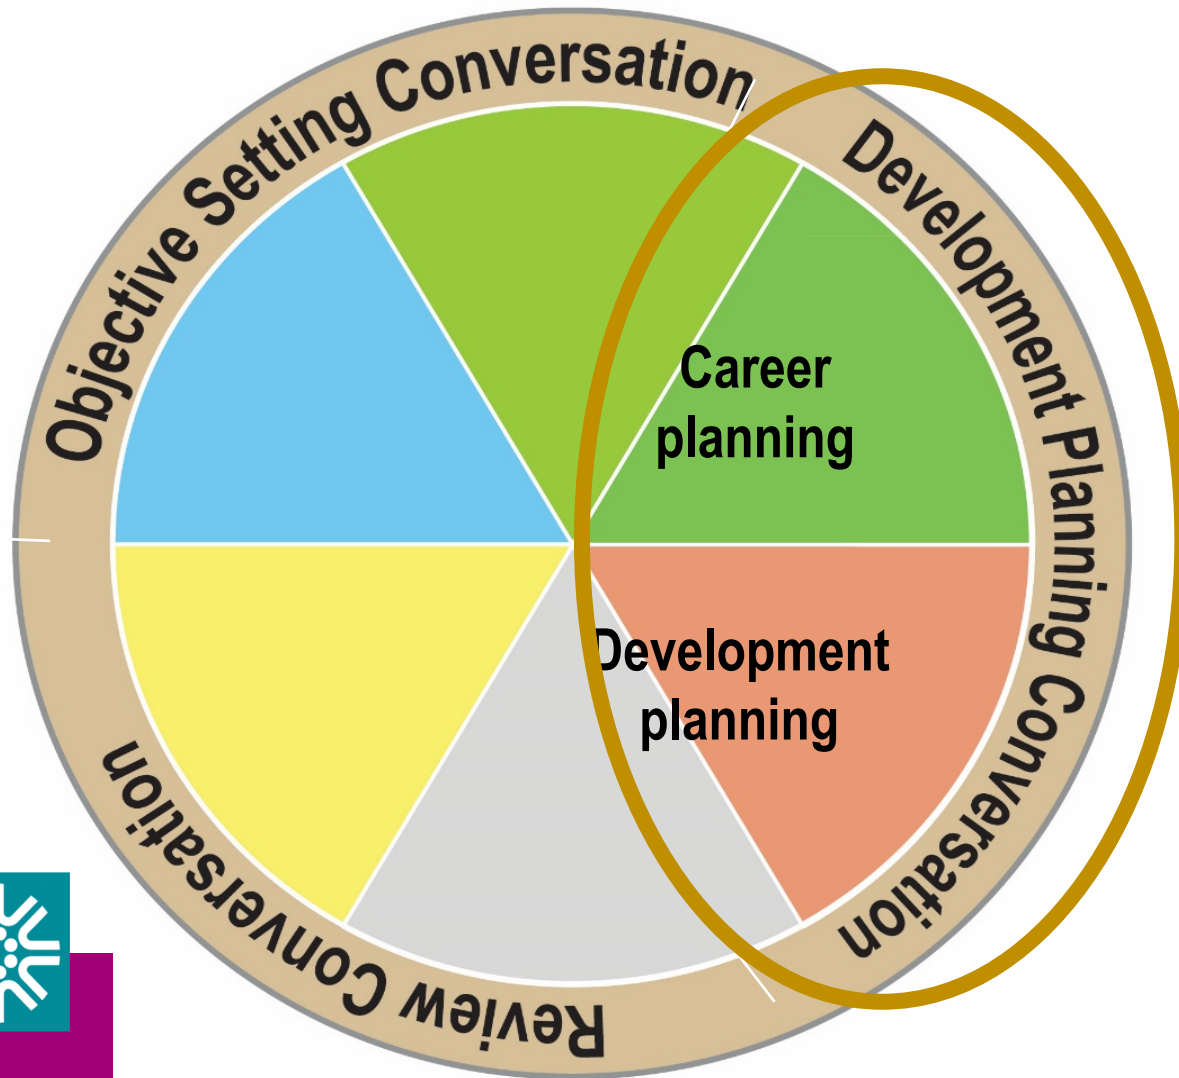 Objective Setting Conversation
Development Planning Conversation
Career
planning
Development
planning
Review Conversation